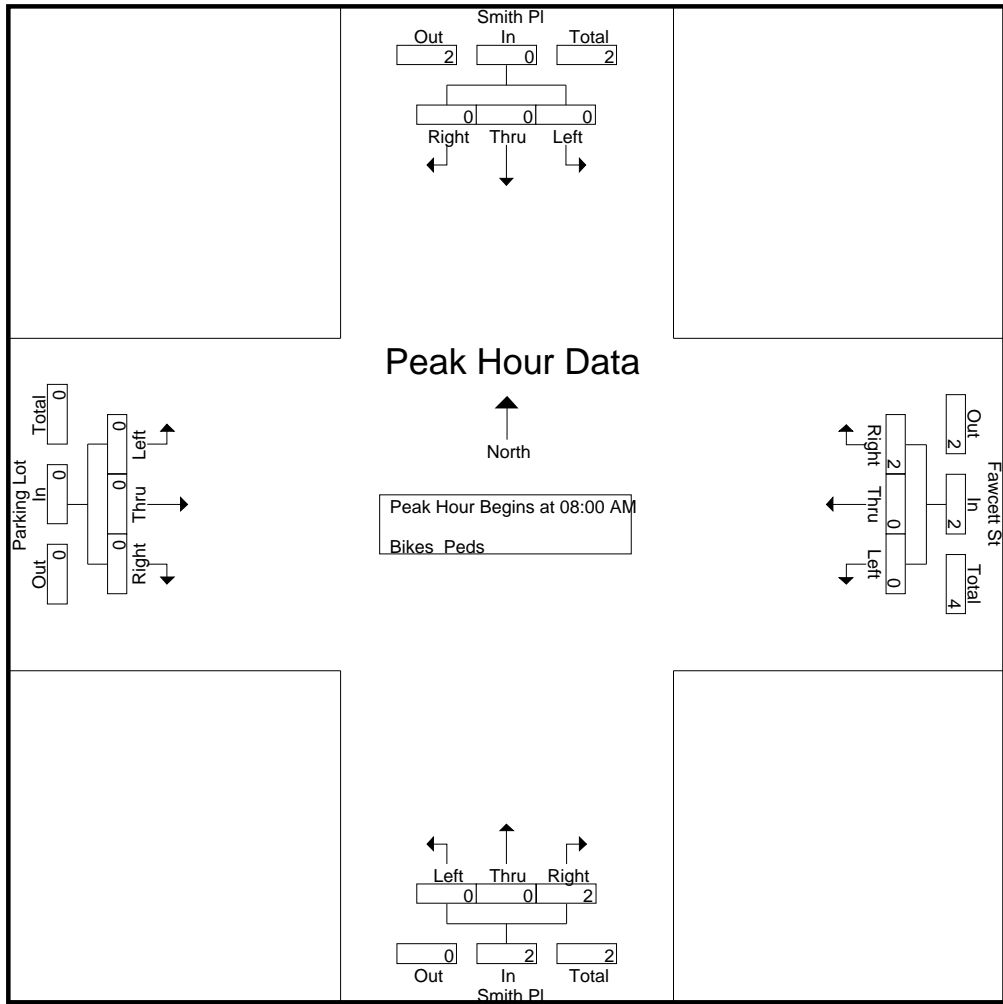 Smith Pl
Out In Total
2 0 2
0 0 0
Right Thru Left
Peak Hour Data
North
Peak Hour Begins at 08:00 AM
Bikes Peds
Parking Lot
Total In Out
0 0 0
0 0 0
Left Thru Right
Fawcett St
Out In Total
2 2 4
2 0 0
Right Thru Left
Left Thru Right
0 0 2
0 2 2
Out In Total
Smith Pl